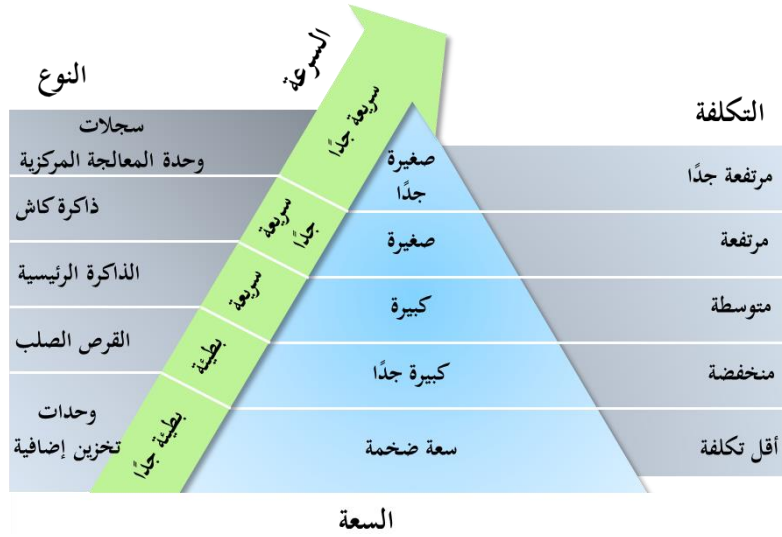 النوع
السرعة
التكلفة
سجلات
وحدة المعالجة المركزية
سريعة جدًا
صغيرة
جدًا
مرتفعة جدًا
ذاكرة كاش
سريعة
جدًا
صغيرة
مرتفعة
الذاكرة الرئيسية
سريعة
كبيرة
متوسطة
القرص الصلب
بطيئة
كبيرة جدًا
منخفضة
وحدات
تخزين إضافية
بطيئة جدًا
سعة ضخمة
أقل تكلفة
السعة